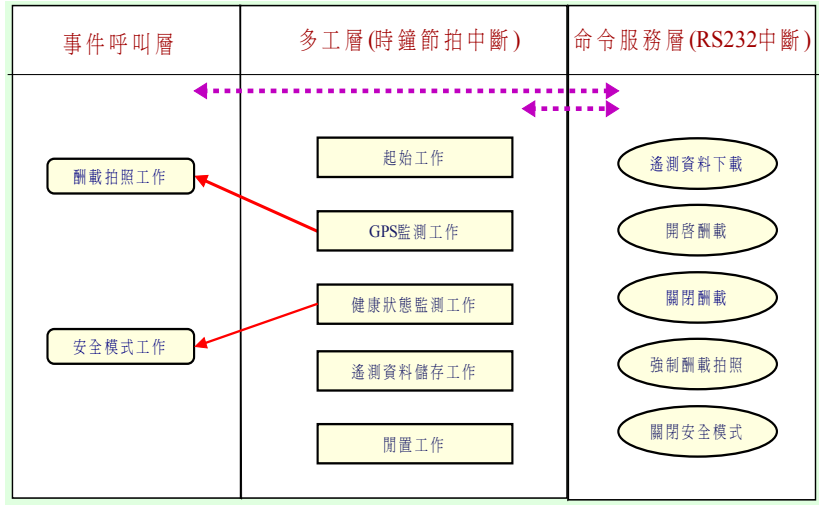 事件呼叫層
多工層(時鐘節拍中斷)
命令服務層(RS232中斷)
酬載拍照工作
安全模式工作
起始工作
GPS監測工作
健康狀態監測工作
遙測資料儲存工作
閒置工作
遙測資料下載
開啓酬載
關閉酬載
強制酬載拍照
關閉安全模式